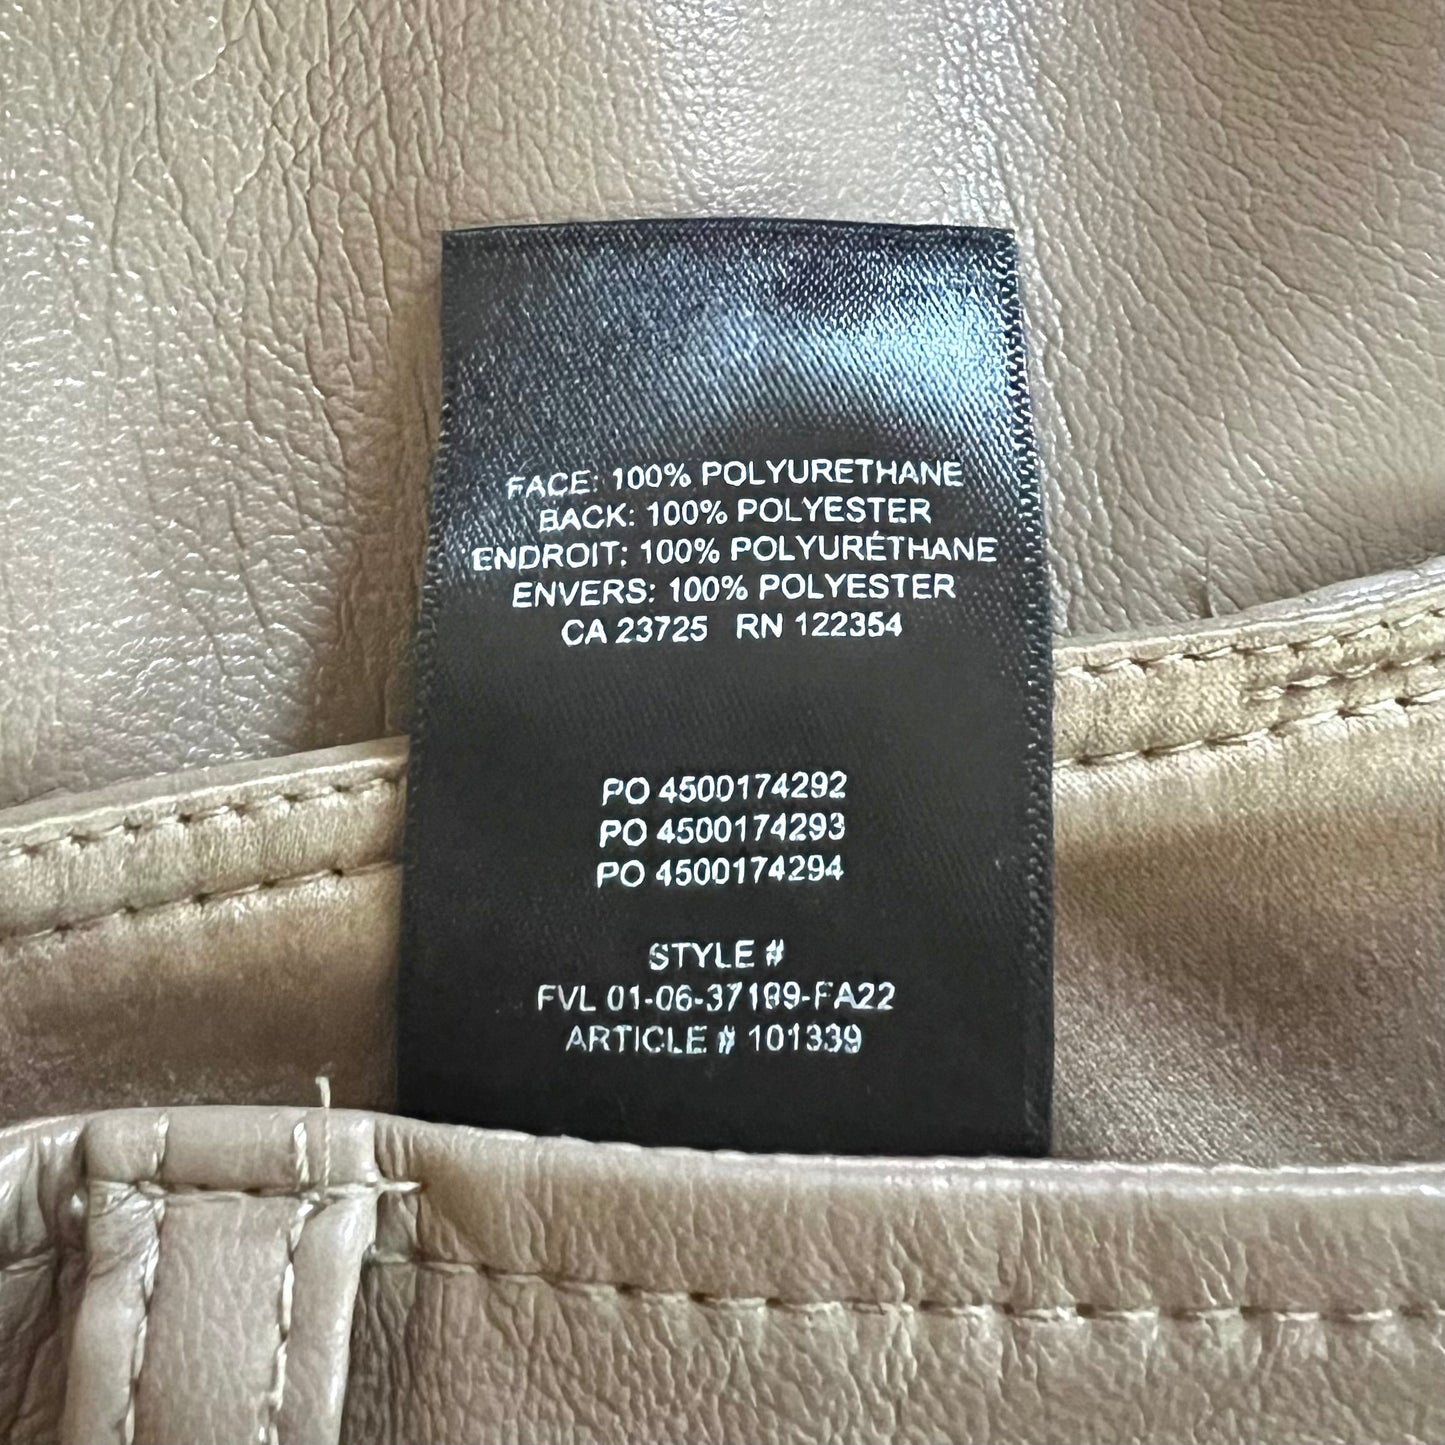 FACE: 100% POLYURETHANE
BACK: 100% POLYESTER
ENDROIT: 100% POLYURÉTHANE
ENVERS: 100% POLYESTER
CA 23725 RN 122354
PO 4500174292
PO 4500174293
PO 4500174294
STYLE #
FVL 01-06-37189-FA22
ARTICLE # 101339